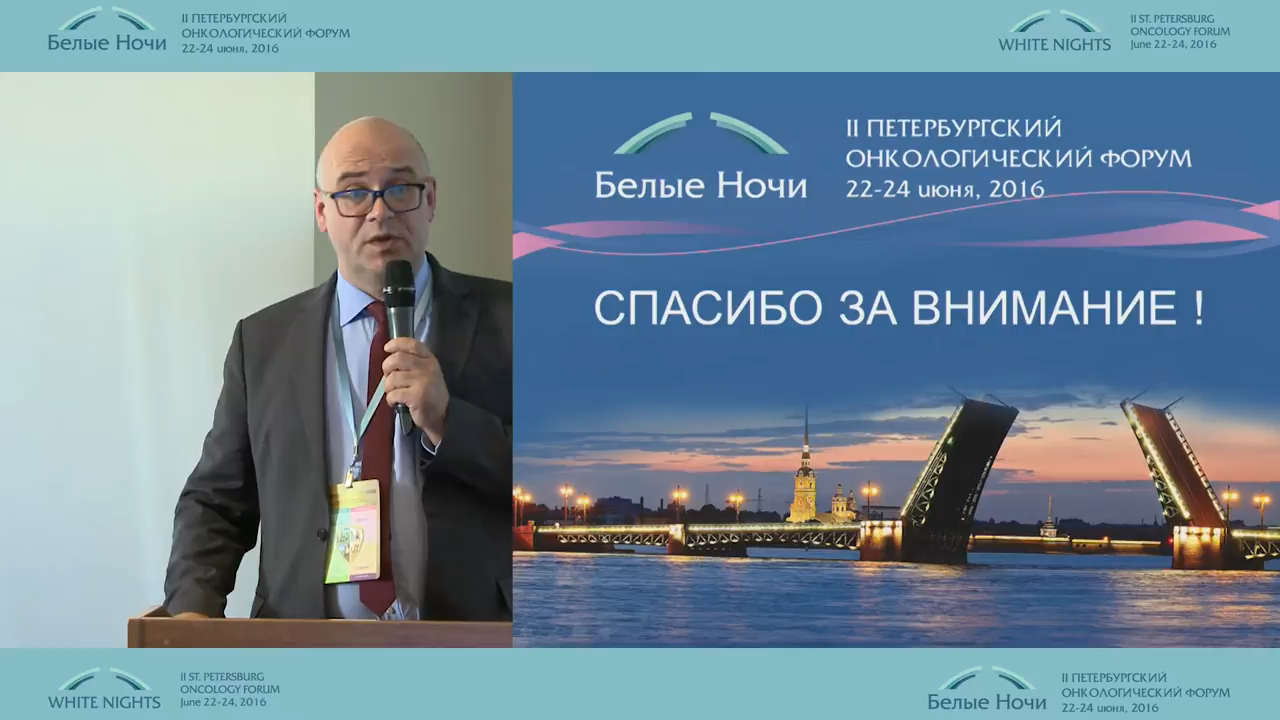 Белые Ночи
II ПЕТЕРБУРГСКИЙ
ОНКОЛОГИЧЕСКИЙ ФОРУМ
22-24 июня, 2016
WHITE NIGHTS
II ST. PETERSBURG
ONCOLOGY FORUM
June 22-24, 2016
Белые Ночи
II ПЕТЕРБУРГСКИЙ
ОНКОЛОГИЧЕСКИЙ ФОРУМ
22-24 июня, 2016
СПАСИБО ЗА ВНИМАНИЕ !
WHITE NIGHTS
II ST. PETERSBURG
ONCOLOGY FORUM
June 22-24, 2016
Белые Ночи
II ПЕТЕРБУРГСКИЙ
ОНКОЛОГИЧЕСКИЙ ФОРУМ
22-24 июня, 2016